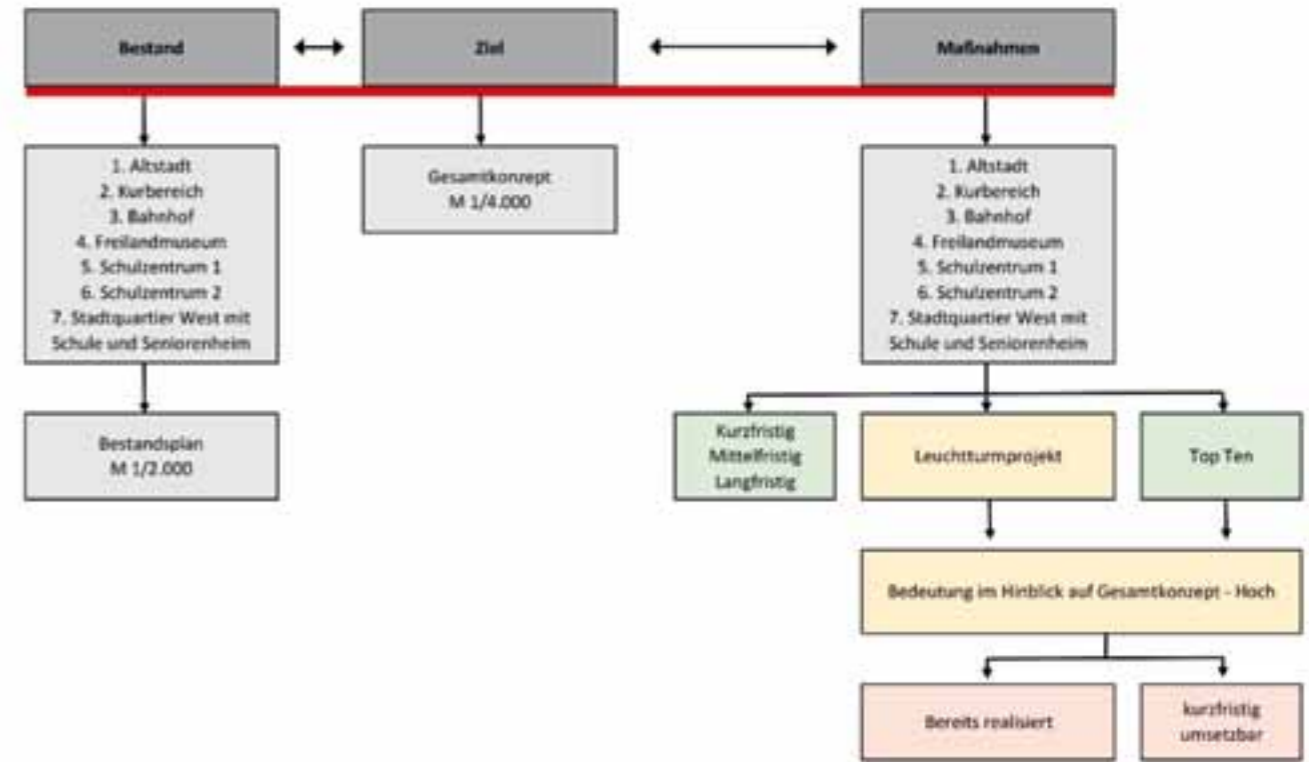 Bestand
Ziel
Maßnahmen
1. Altstadt
2. Kurbereich
3. Bahnhof
4. Freilandmuseum
5. Schulzentrum 1
6. Schulzentrum 2
7. Stadtquartier West mit
Schule und Seniorenheim
Gesamtkonzept
M 1/4.000
1. Altstadt
2. Kurbereich
3. Bahnhof
4. Freilandmuseum
5. Schulzentrum 1
6. Schulzentrum 2
7. Stadtquartier West mit
Schule und Seniorenheim
Bestandsplan
M 1/2.000
Kurzfristig
Mittelfristig
Langfristig
Leuchtturmprojekt
Top Ten
Bedeutung im Hinblick auf Gesamtkonzept - Hoch
Bereits realisiert
kurzfristig
umsetzbar